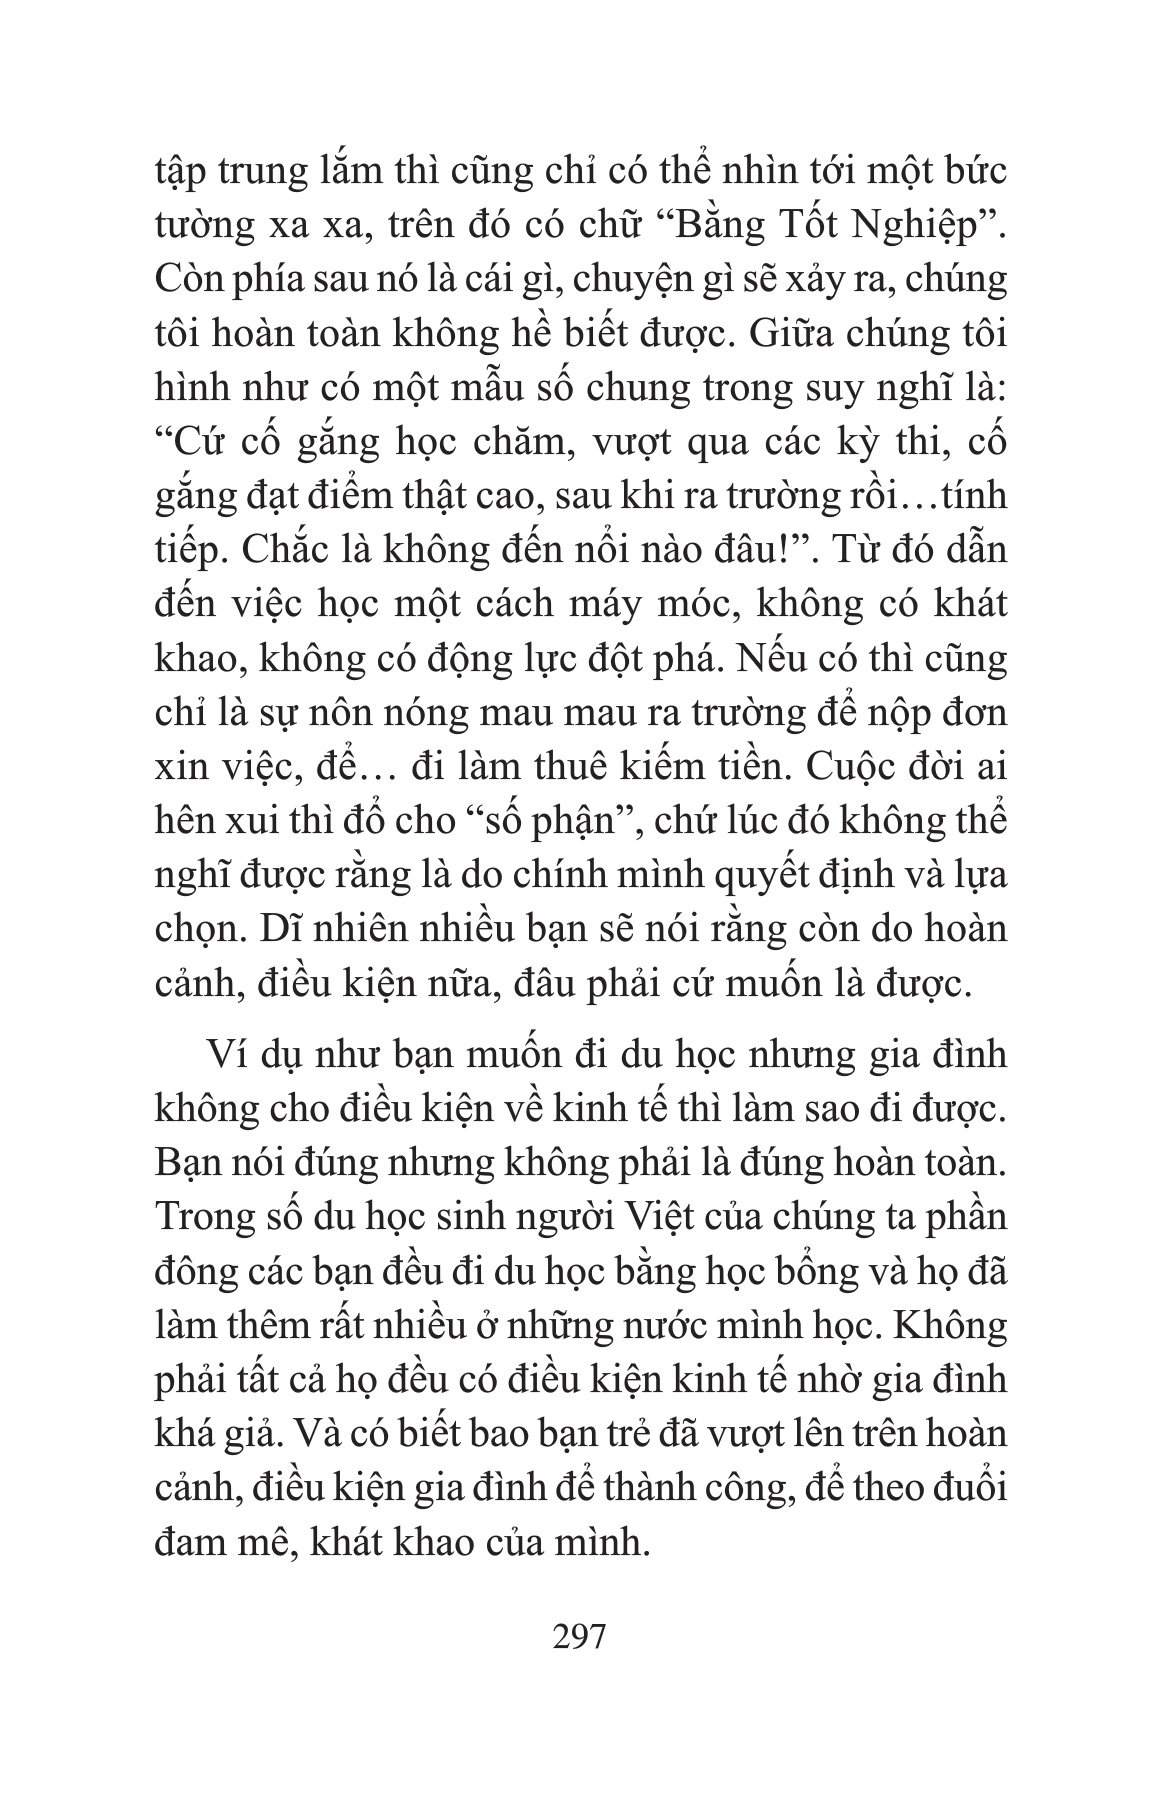 tập trung lắm thì cũng chỉ có thể nhìn tới một bức
tường xa xa, trên đó có chữ “Bằng Tốt Nghiệp”.
Còn phía sau nó là cái gì, chuyện gì sẽ xảy ra, chúng
tôi hoàn toàn không hề biết được. Giữa chúng tôi
hình như có một mẫu số chung trong suy nghĩ là:
“Cứ cố gắng học chăm, vượt qua các kỳ thi, cố
gắng đạt điểm thật cao, sau khi ra trường rồi…tính
tiếp. Chắc là không đến nổi nào đâu!”. Từ đó dẫn
đến việc học một cách máy móc, không có khát
khao, không có động lực đột phá. Nếu có thì cũng
chỉ là sự nôn nóng mau mau ra trường để nộp đơn
xin việc, để… đi làm thuê kiếm tiền. Cuộc đời ai
hên xui thì đổ cho “số phận”, chứ lúc đó không thể
nghĩ được rằng là do chính mình quyết định và lựa
chọn. Dĩ nhiên nhiều bạn sẽ nói rằng còn do hoàn
cảnh, điều kiện nữa, đâu phải cứ muốn là được.
Ví dụ như bạn muốn đi du học nhưng gia đình
không cho điều kiện về kinh tế thì làm sao đi được.
Bạn nói đúng nhưng không phải là đúng hoàn toàn.
Trong số du học sinh người Việt của chúng ta phần
đông các bạn đều đi du học bằng học bổng và họ đã
làm thêm rất nhiều ở những nước mình học. Không
phải tất cả họ đều có điều kiện kinh tế nhờ gia đình
khá giả. Và có biết bao bạn trẻ đã vượt lên trên hoàn
cảnh, điều kiện gia đình để thành công, để theo đuổi
đam mê, khát khao của mình.
297